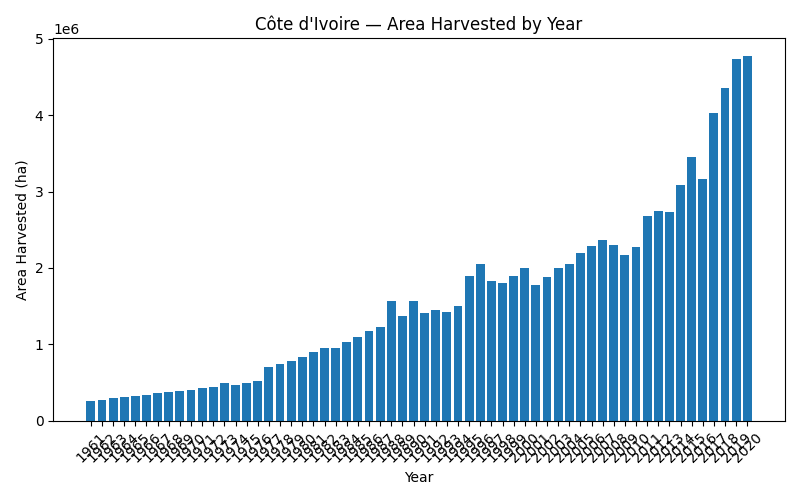 Côte d'Ivoire — Area Harvested by Year
1e6
5
4
3
2
1
0
Area Harvested (ha)
1961 1962 1963 1964 1965 1966 1967 1968 1969 1970 1971 1972 1973 1974 1975 1976 1977 1978 1979 1980 1981 1982 1983 1984 1985 1986 1987 1988 1989 1990 1991 1992 1993 1994 1995 1996 1997 1998 1999 2000 2001 2002 2003 2004 2005 2006 2007 2008 2009 2010 2011 2012 2013 2014 2015 2016 2017 2018 2019 2020
Year